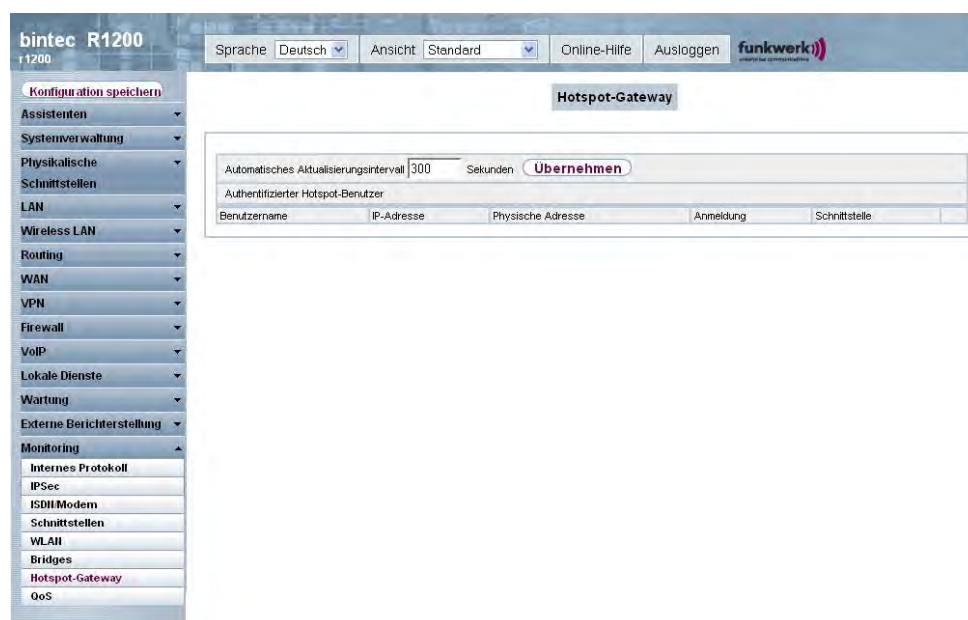 bintec R1200
r1200
Sprache Deutsch Ansicht Standard Online-Hilfe Ausloggen funkwerk
Konfiguration speichern
Assistenten
Systemverwaltung
Physikalische
Schnittstellen
LAN
Wireless LAN
Routing
WAN
VPN
Firewall
VoIP
Lokale Dienste
Wartung
Externe Berichterstellung
Monitoring
Internes Protokoll
IPSec
ISDN/Modem
Schnittstellen
WLAN
Bridges
Hotspot-Gateway
QoS
Hotspot-Gateway
Automatisches Aktualisierungsintervall 300 Sekunden Übernehmen
Authentifizierter Hotspot-Benutzer
Benutzername IP-Adresse Physische Adresse Anmeldung Schnittstelle